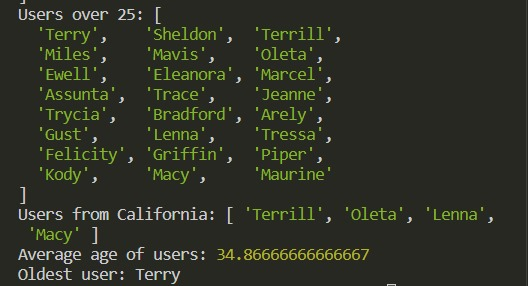 ]
Users over 25: [
  'Terry',    'Sheldon',  'Terrill',
  'Miles',    'Mavis',    'Oleta',
  'Ewell',    'Eleanora', 'Marcel',
  'Assunta',  'Trace',    'Jeanne',
  'Trycia',   'Bradford', 'Arely',
  'Gust',     'Lenna',    'Tressa',
  'Felicity', 'Griffin',  'Piper',
  'Kody',     'Macy',     'Maurine'
]
Users from California: [ 'Terrill', 'Oleta', 'Lenna',
 'Macy' ]
Average age of users: 34.86666666666667
Oldest user: Terry